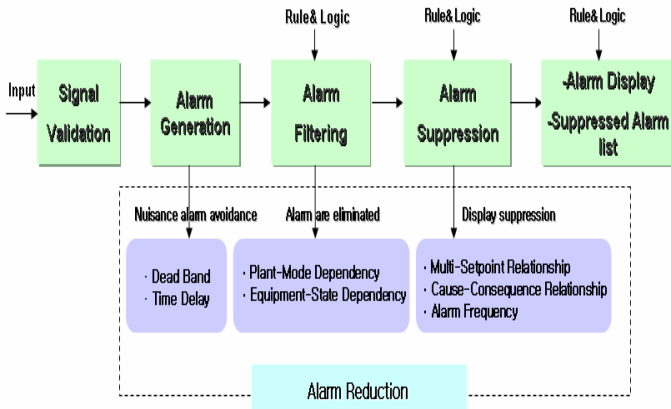 Rule& Logic
Rule& Logic
Rule& Logic
Input
Signal
Validation
Alarm
Generation
Alarm
Filtering
Alarm
Suppression
-Alarm Display
-Suppressed Alarm
list
Nuisance alarm avoidance
Alarm are eliminated
Display suppression
· Dead Band
· Time Delay
· Plant-Mode Dependency
· Equipment-State Dependency
· Multi-Setpoint Relationship
· Cause-Consequence Relationship
· Alarm Frequency
Alarm Reduction